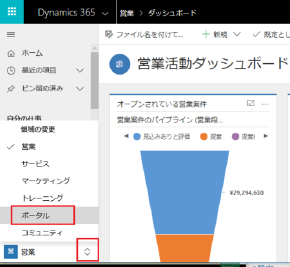 Dynamics 365
営業 › ダッシュボード
ファイル名を付けて...
新規
既定とし
ホーム
最近の項目
ピン留め済み
自分の仕事
領域の変更
営業
サービス
マーケティング
トレーニング
ポータル
コミュニティ
営業
営業活動ダッシュボード
オープンされている営業案件
営業案件のパイプライン (営業段...
見込みありと評価
提案
提案
¥29,294,630